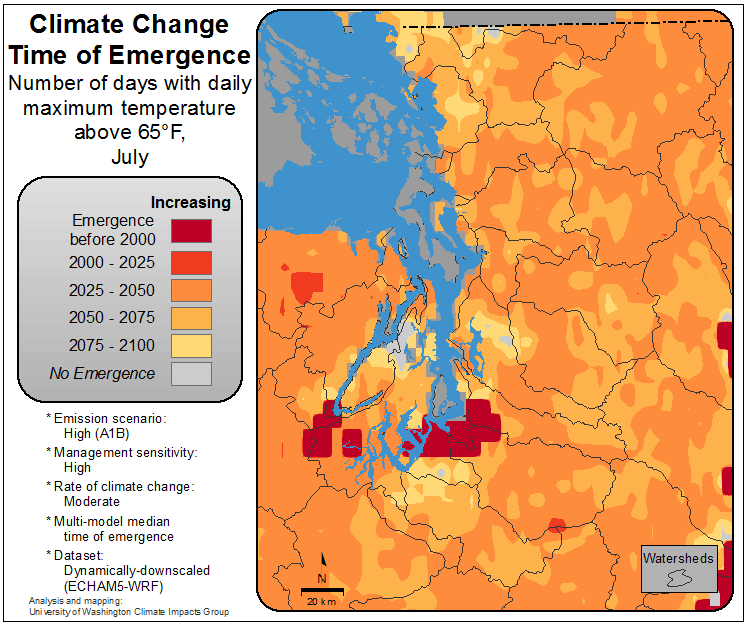 Climate Change
Time of Emergence
Number of days with daily
maximum temperature
above 65°F,
July
Increasing
Emergence
before 2000
2000 - 2025
2025 - 2050
2050 - 2075
2075 - 2100
No Emergence
* Emission scenario:
High (A1B)
* Management sensitivity:
High
* Rate of climate change:
Moderate
* Multi-model median
time of emergence
* Dataset:
Dynamically-downscaled
(ECHAM5-WRF)
Analysis and mapping:
University of Washington Climate Impacts Group
N
20 km
Watersheds